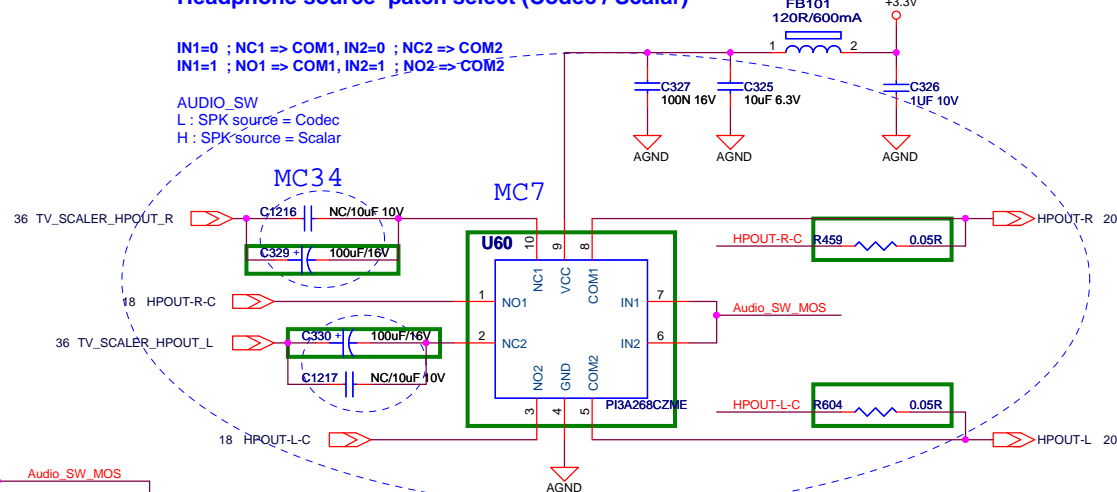 Headphone source patch select (Codec / Scalar)
FB101
120R/600mA
+3.3V
1
2
IN1=0 ; NC1 => COM1, IN2=0 ; NC2 => COM2
IN1=1 ; NO1 => COM1, IN2=1 ; NO2 => COM2
C327
100N 16V
C325
10uF 6.3V
C326
1UF 10V
AUDIO_SW
L : SPK source = Codec
H : SPK source = Scalar
AGND
AGND
AGND
MC34
MC7
C1216
NC/10uF 10V
36 TV_SCALER_HPOUT_R
HPOUT-R 20
U60
10
9
8
HPOUT-R-C
R459
0.05R
C329 +
100uF/16V
NC1
VCC
COM1
18 HPOUT-R-C
1
NO1
IN1
7
Audio_SW_MOS
36 TV_SCALER_HPOUT_L
C330 +
100uF/16V
2
NC2
IN2
6
C1217
NC/10uF 10V
NO2
GND
COM2
PI3A268CZME
HPOUT-L-C
R604
0.05R
3
4
5
18 HPOUT-L-C
HPOUT-L 20
Audio_SW_MOS
AGND